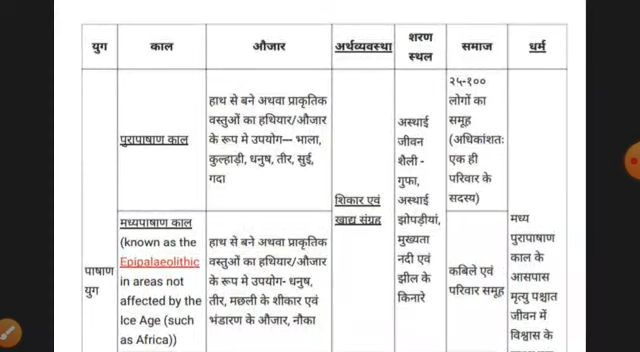 युग
काल
औजार
अर्थव्यवस्था
शरण
स्थल
समाज
धर्म
पाषाण
युग
पुरापाषाण काल
हाथ से बने अथवा प्राकृतिक
वस्तुओं का हथियार/औजार
के रूप मे उपयोग— भाला,
कुल्हाड़ी, धनुष, तीर, सुई,
गदा
शिकार एवं
खाद्य संग्रह
अस्थाई
जीवन
शैली -
गुफा,
अस्थाई
झोपड़ीयां,
मुख्यता
नदी एवं
झील के
किनारे
२५-१००
लोगों का
समूह
(अधिकांशतः
एक ही
परिवार के
सदस्य)
मध्यपाषाण काल
(known as the
Epipalaeolithic
in areas not
affected by the
Ice Age (such
as Africa))
हाथ से बने अथवा प्राकृतिक
वस्तुओं का हथियार/औजार
के रूप मे उपयोग- धनुष,
तीर, मछली के शीकार एवं
भंडारण के औजार, नौका
कबिले एवं
परिवार समूह
मध्य
पुरापाषाण
काल के
आसपास
मृत्यु पश्चात
जीवन में
विश्वास के